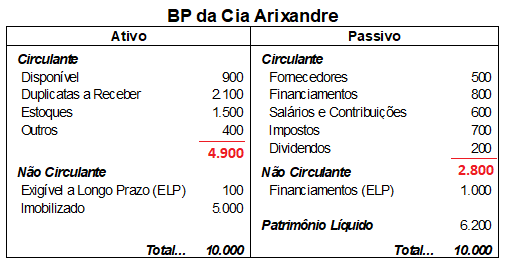 BP da Cia Arixandre
Ativo Passivo
Circulante Circulante
Disponível 900 Fornecedores 500
Duplicatas a Receber 2.100 Financiamentos 800
Estoques 1.500 Salários e Contribuições 600
Outros 400 Impostos 700
4.900 Dividendos 200
Não Circulante Não Circulante 2.800
Exigível a Longo Prazo (ELP) 100 Financiamentos (ELP) 1.000
Imobilizado 5.000
Patrimônio Líquido 6.200
Total... 10.000 Total... 10.000